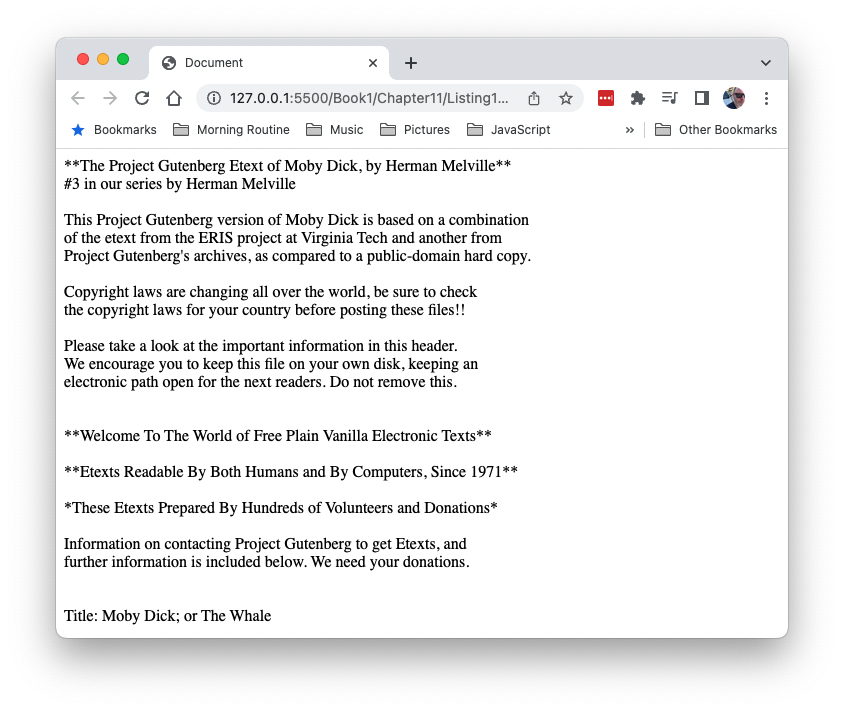 Document
127.0.0.1:5500/Book1/Chapter11/Listing1...
Bookmarks Morning Routine Music Pictures JavaScript » Other Bookmarks
**The Project Gutenberg Etext of Moby Dick, by Herman Melville**
#3 in our series by Herman Melville
This Project Gutenberg version of Moby Dick is based on a combination
of the etext from the ERIS project at Virginia Tech and another from
Project Gutenberg's archives, as compared to a public-domain hard copy.
Copyright laws are changing all over the world, be sure to check
the copyright laws for your country before posting these files!!
Please take a look at the important information in this header.
We encourage you to keep this file on your own disk, keeping an
electronic path open for the next readers. Do not remove this.
**Welcome To The World of Free Plain Vanilla Electronic Texts**
**Etexts Readable By Both Humans and By Computers, Since 1971**
*These Etexts Prepared By Hundreds of Volunteers and Donations*
Information on contacting Project Gutenberg to get Etexts, and
further information is included below. We need your donations.
Title: Moby Dick; or The Whale